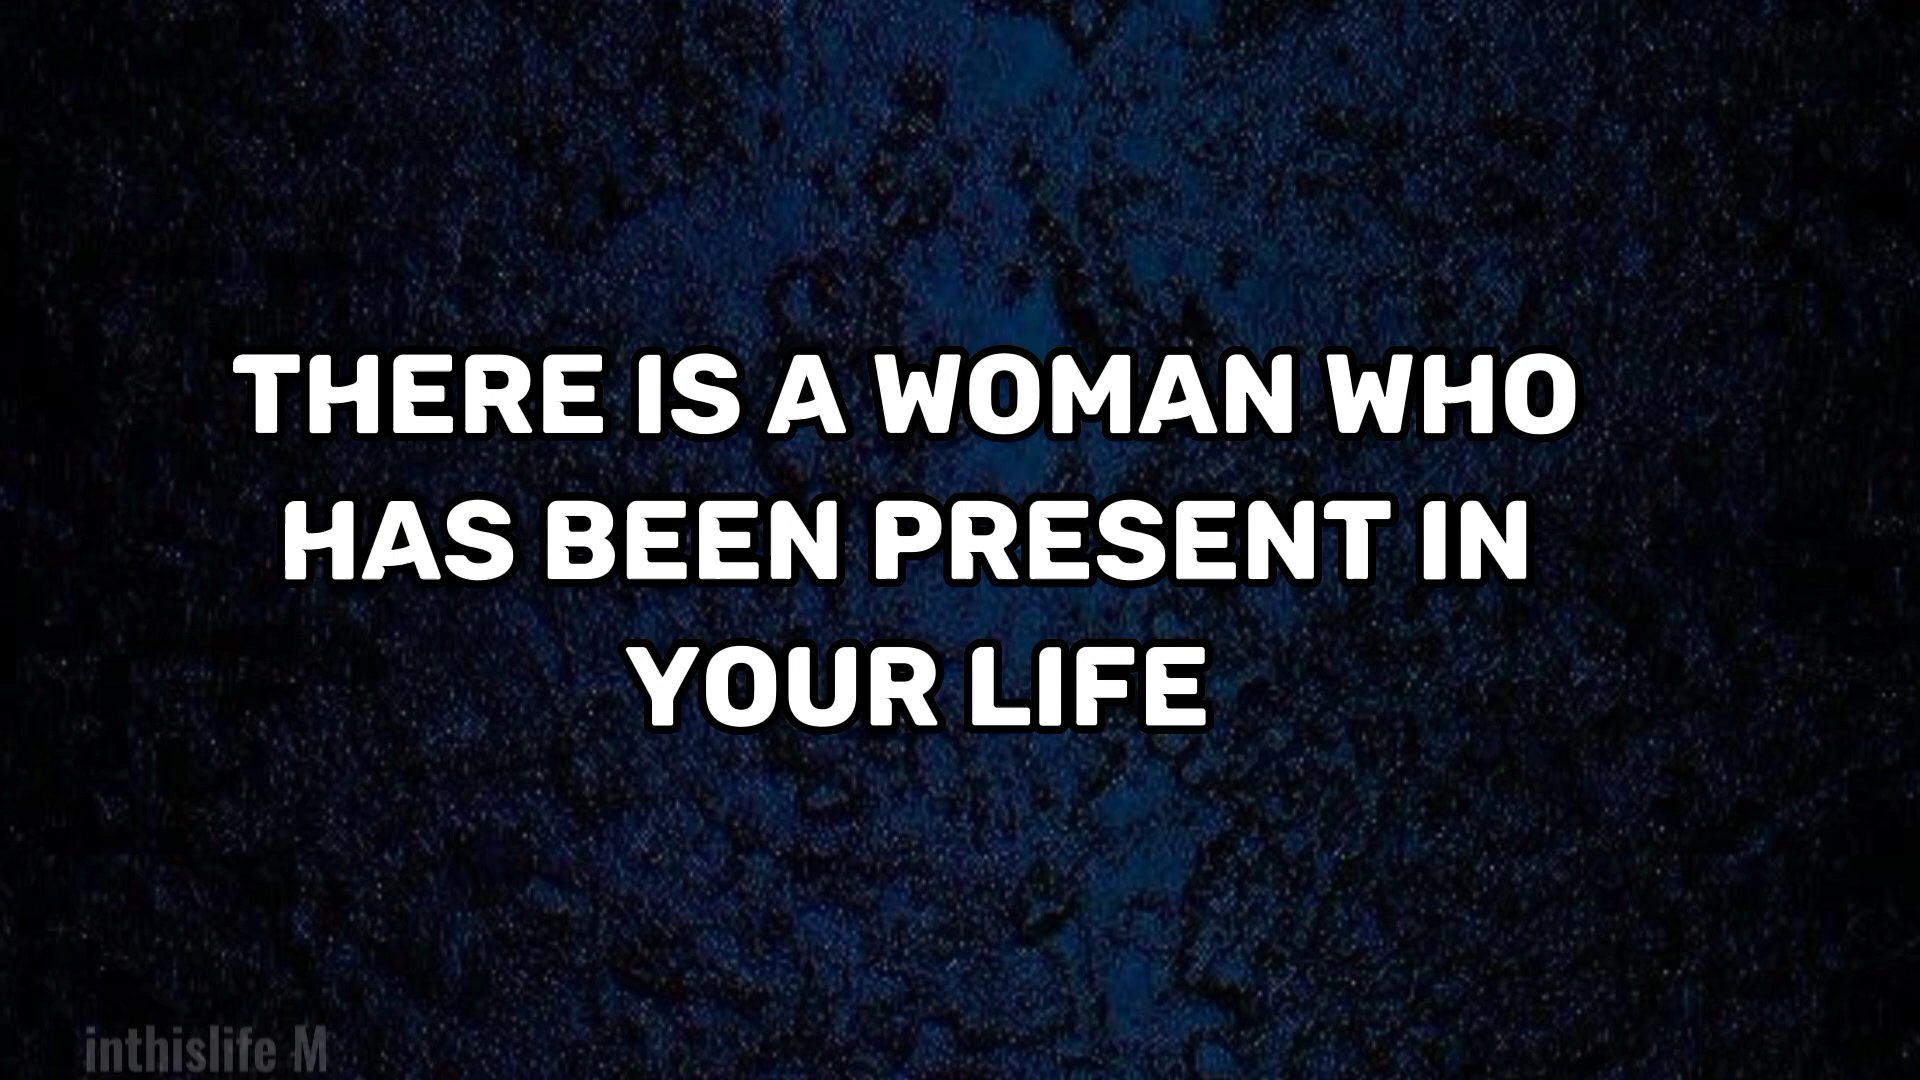 THERE IS A WOMAN WHO
HAS BEEN PRESENT IN
YOUR LIFE
inthislife M